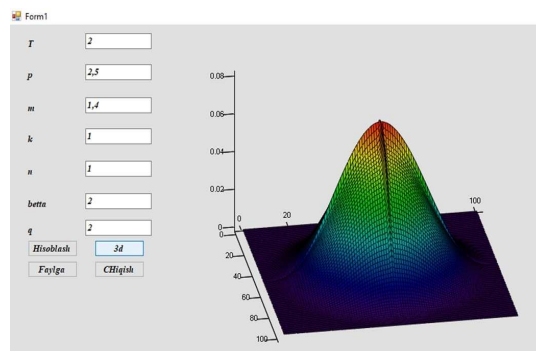 Form1
T 2
p 2,5
m 1,4
k 1
n 1
betta 2
q 2
Hisoblash 3d
Faylga CHiqish
0.08
0.06
0.04
0.02
0
0 20 100
0
20
40
60
80
100